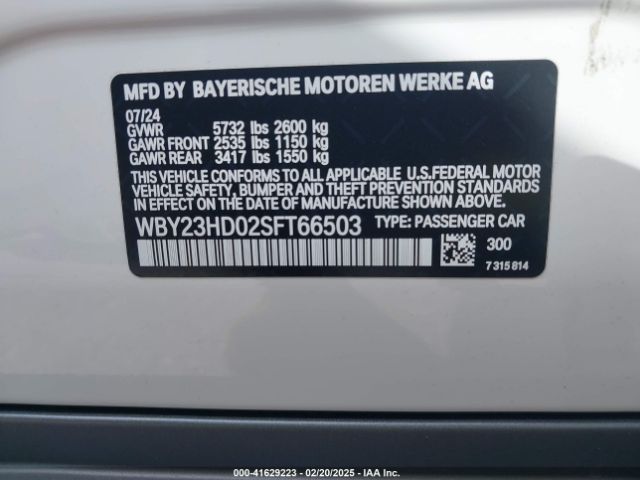 MFD BY BAYERISCHE MOTOREN WERKE AG
07/24
GVWR 5732 lbs 2600 kg
GAWR FRONT 2535 lbs 1150 kg
GAWR REAR 3417 lbs 1550 kg
THIS VEHICLE CONFORMS TO ALL APPLICABLE U.S.FEDERAL MOTOR
VEHICLE SAFETY, BUMPER AND THEFT PREVENTION STANDARDS
IN EFFECT ON THE DATE OF MANUFACTURE SHOWN ABOVE.
WBY23HD02SFT66503 TYPE: PASSENGER CAR
300
7 315 814
000-41629223 - 02/20/2025 - IAA Inc.